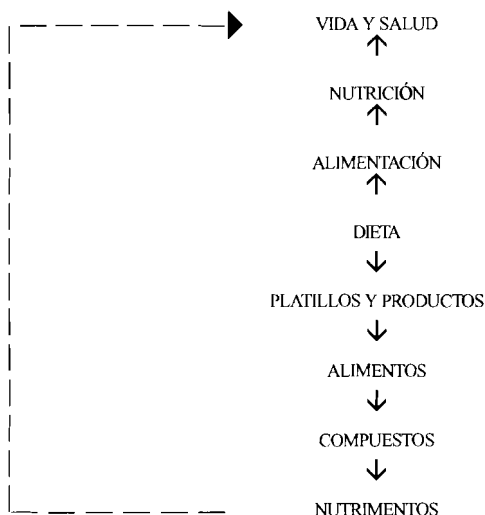 VIDA Y SALUD
NUTRICIÓN
ALIMENTACIÓN
DIETA
PLATILLOS Y PRODUCTOS
ALIMENTOS
COMPUESTOS
NUTRIMENTOS